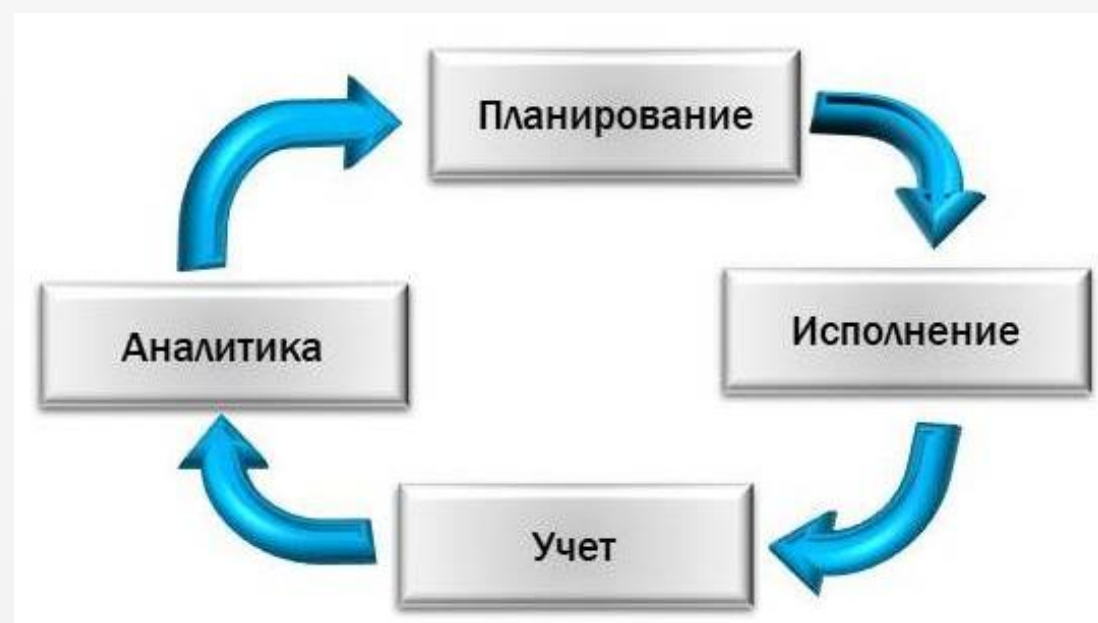 Планирование
Исполнение
Учет
Аналитика